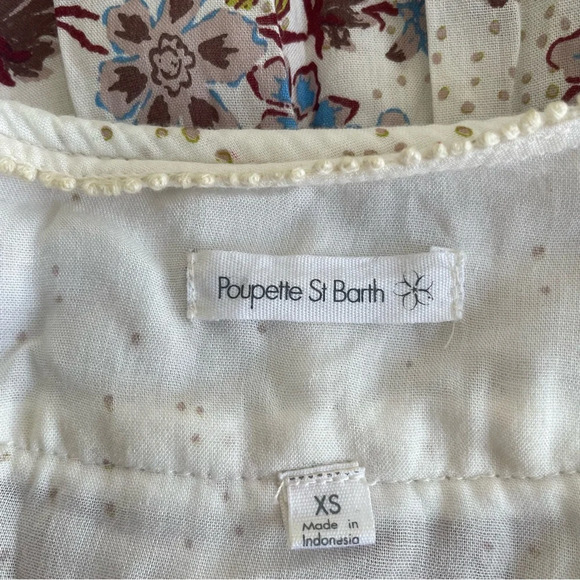 Poupette St Barth
XS
Made in
Indonesia